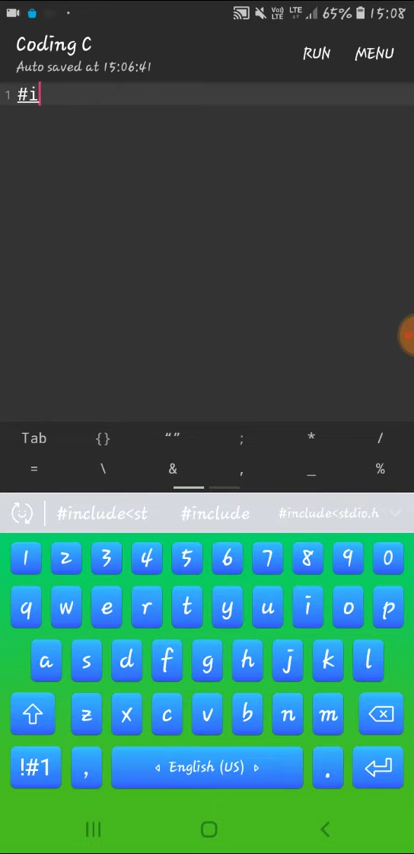 65% 15:08
Coding C
RUN MENU
Auto saved at 15:06:41
1 #i
Tab {} “” ; * /
= \ & , _ %
#include<st #include #include<stdio.h
1 2 3 4 5 6 7 8 9 0
q w e r t y u i o p
a s d f g h j k l
z x c v b n m
!#1 , English (US) .